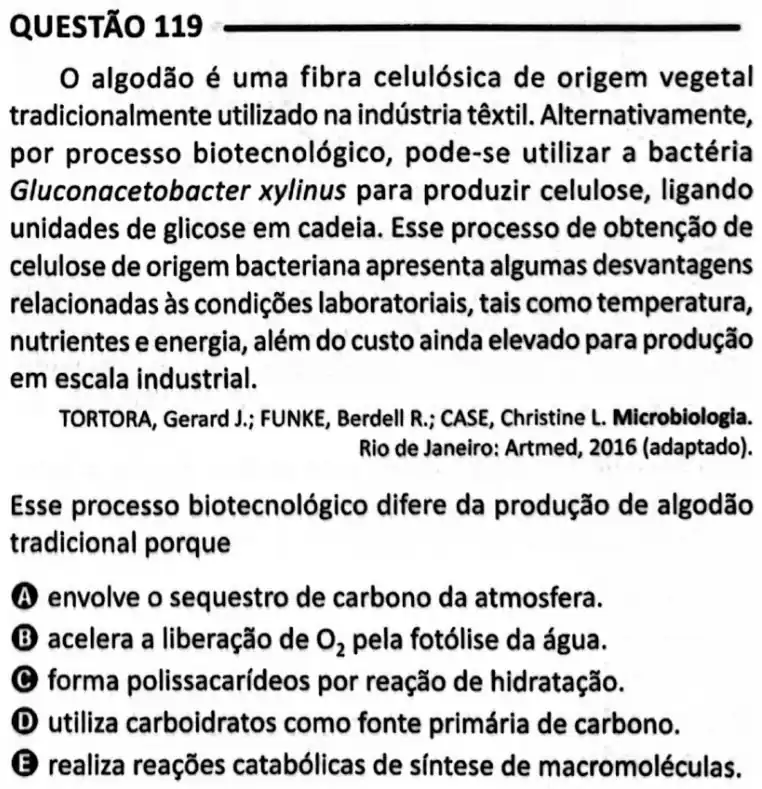 QUESTÃO 119
O algodão é uma fibra celulósica de origem vegetal
tradicionalmente utilizado na indústria têxtil. Alternativamente,
por processo biotecnológico, pode-se utilizar a bactéria
Gluconacetobacter xylinus para produzir celulose, ligando
unidades de glicose em cadeia. Esse processo de obtenção de
celulose de origem bacteriana apresenta algumas desvantagens
relacionadas às condições laboratoriais, tais como temperatura,
nutrientes e energia, além do custo ainda elevado para produção
em escala industrial.
TORTORA, Gerard J.; FUNKE, Berdell R.; CASE, Christine L. Microbiologia.
Rio de Janeiro: Artmed, 2016 (adaptado).
Esse processo biotecnológico difere da produção de algodão
tradicional porque
A envolve o sequestro de carbono da atmosfera.
B acelera a liberação de O₂ pela fotólise da água.
C forma polissacarídeos por reação de hidratação.
D utiliza carboidratos como fonte primária de carbono.
E realiza reações catabólicas de síntese de macromoléculas.